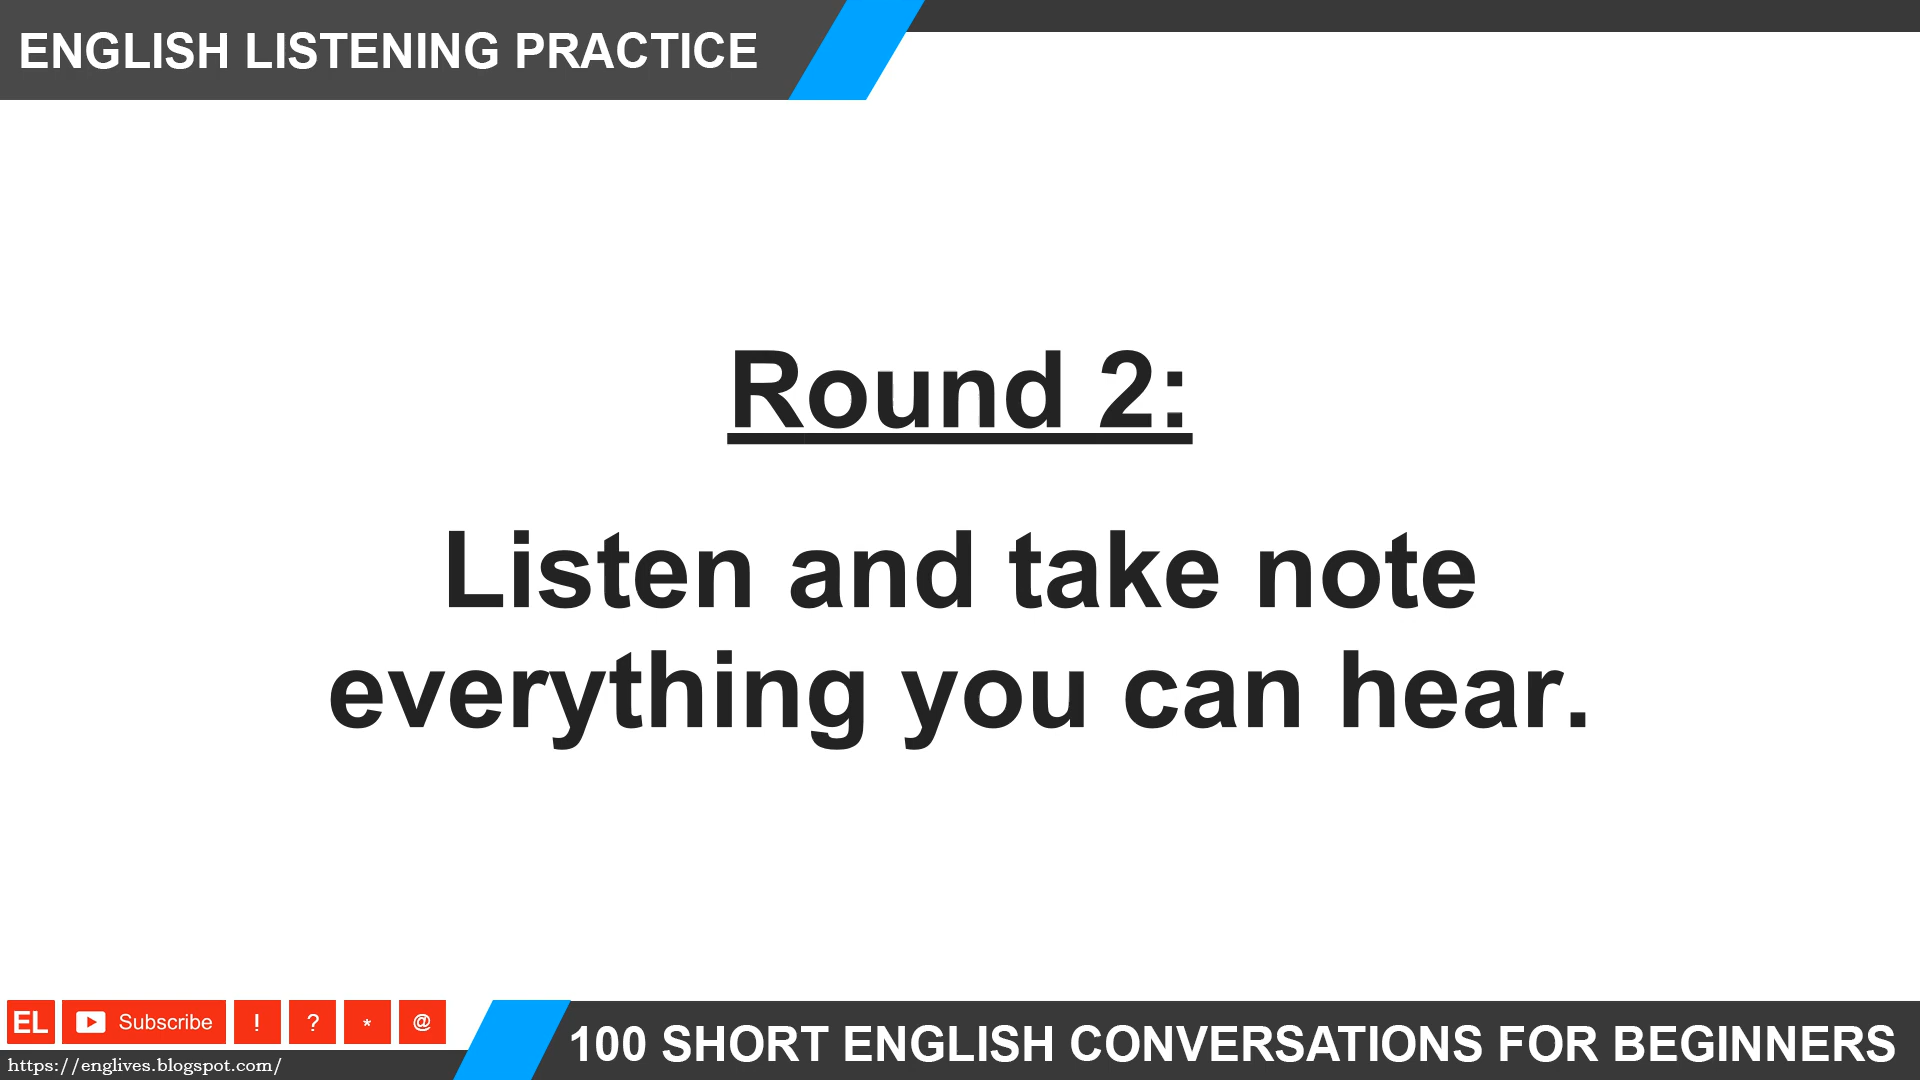 ENGLISH LISTENING PRACTICE
Round 2:
Listen and take note
everything you can hear.
EL Subscribe ! ? * @
https://englives.blogspot.com/
100 SHORT ENGLISH CONVERSATIONS FOR BEGINNERS